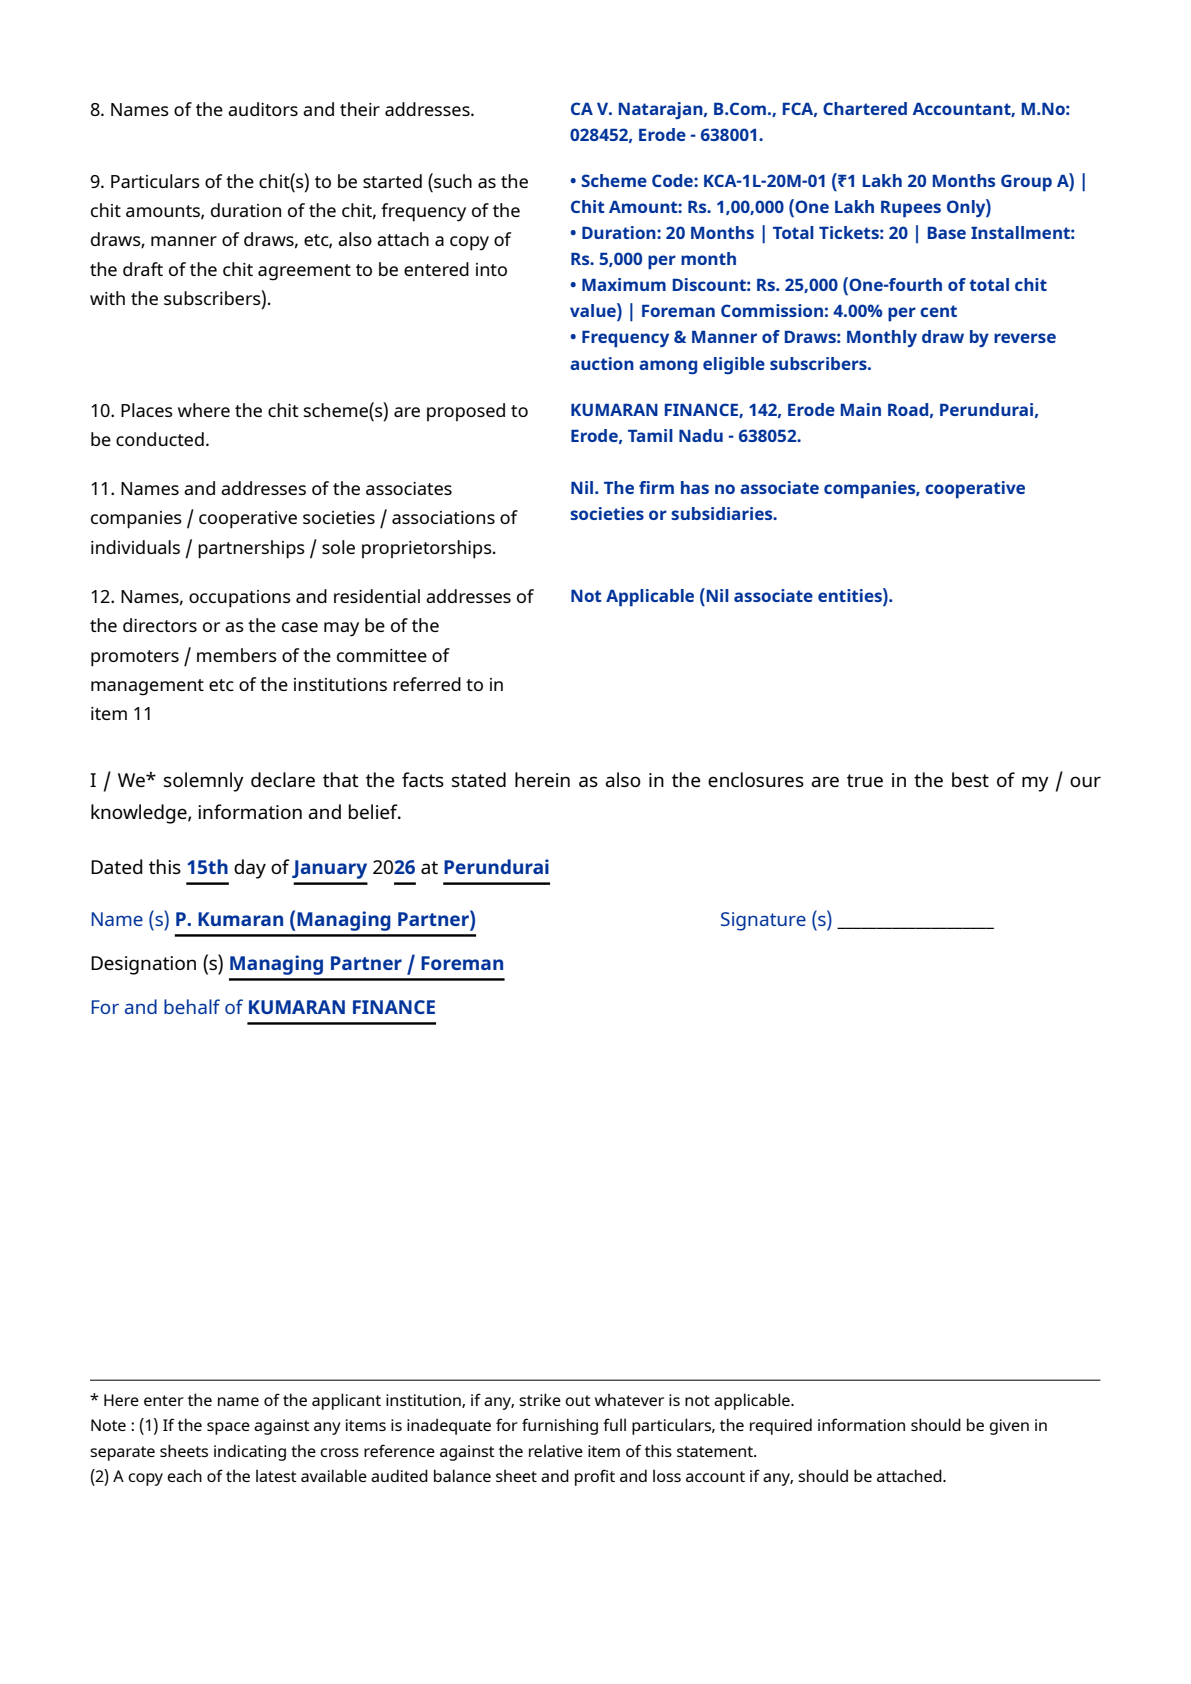 8. Names of the auditors and their addresses.
CA V. Natarajan, B.Com., FCA, Chartered Accountant, M.No:
028452, Erode - 638001.
9. Particulars of the chit(s) to be started (such as the
chit amounts, duration of the chit, frequency of the
draws, manner of draws, etc, also attach a copy of
the draft of the chit agreement to be entered into
with the subscribers).
• Scheme Code: KCA-1L-20M-01 (₹1 Lakh 20 Months Group A) |
Chit Amount: Rs. 1,00,000 (One Lakh Rupees Only)
• Duration: 20 Months | Total Tickets: 20 | Base Installment:
Rs. 5,000 per month
• Maximum Discount: Rs. 25,000 (One-fourth of total chit
value) | Foreman Commission: 4.00% per cent
• Frequency & Manner of Draws: Monthly draw by reverse
auction among eligible subscribers.
10. Places where the chit scheme(s) are proposed to
be conducted.
KUMARAN FINANCE, 142, Erode Main Road, Perundurai,
Erode, Tamil Nadu - 638052.
11. Names and addresses of the associates
companies / cooperative societies / associations of
individuals / partnerships / sole proprietorships.
Nil. The firm has no associate companies, cooperative
societies or subsidiaries.
12. Names, occupations and residential addresses of
the directors or as the case may be of the
promoters / members of the committee of
management etc of the institutions referred to in
item 11
Not Applicable (Nil associate entities).
I / We* solemnly declare that the facts stated herein as also in the enclosures are true in the best of my / our
knowledge, information and belief.
Dated this 15th day of January 2026 at Perundurai
Name (s) P. Kumaran (Managing Partner) Signature (s) __________________
Designation (s) Managing Partner / Foreman
For and behalf of KUMARAN FINANCE
* Here enter the name of the applicant institution, if any, strike out whatever is not applicable.
Note : (1) If the space against any items is inadequate for furnishing full particulars, the required information should be given in
separate sheets indicating the cross reference against the relative item of this statement.
(2) A copy each of the latest available audited balance sheet and profit and loss account if any, should be attached.